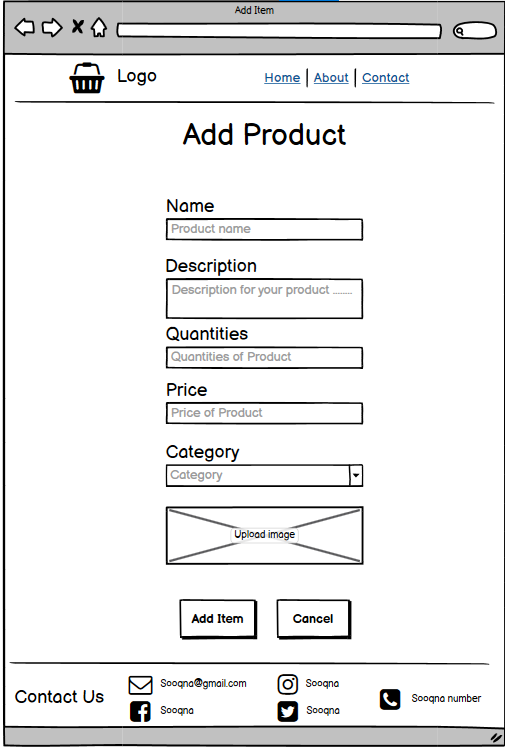 Add Item
Logo
Home | About | Contact
Add Product
Name
Product name
Description
Description for your product ........
Quantities
Quantities of Product
Price
Price of Product
Category
Category
Upload image
Add Item Cancel
Contact Us
Sooqna@gmail.com
Sooqna
Sooqna
Sooqna
Sooqna number